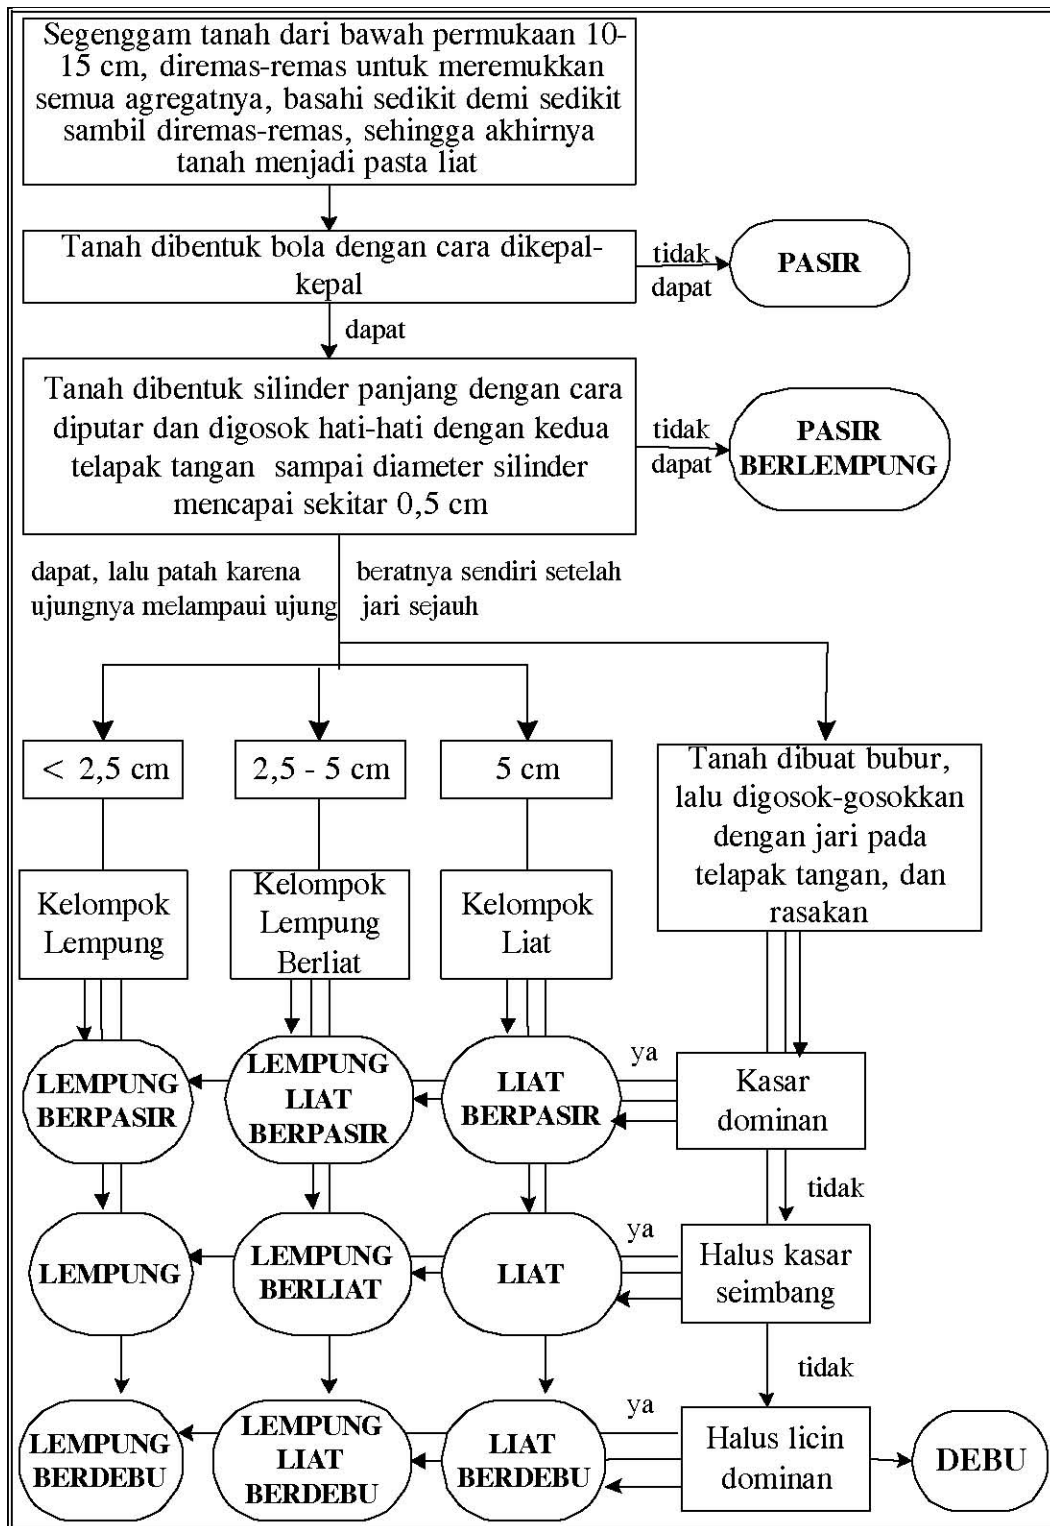 Segenggam tanah dari bawah permukaan 10-
15 cm, diremas-remas untuk meremukkan
semua agregatnya, basahi sedikit demi sedikit
sambil diremas-remas, sehingga akhirnya
tanah menjadi pasta liat
Tanah dibentuk bola dengan cara dikepal-
kepal
tidak
dapat
PASIR
dapat
Tanah dibentuk silinder panjang dengan cara
diputar dan digosok hati-hati dengan kedua
telapak tangan sampai diameter silinder
mencapai sekitar 0,5 cm
tidak
dapat
PASIR
BERLEMPUNG
dapat, lalu patah karena beratnya sendiri setelah
ujungnya melampaui ujung jari sejauh
< 2,5 cm
2,5 - 5 cm
5 cm
Tanah dibuat bubur,
lalu digosok-gosokkan
dengan jari pada
telapak tangan, dan
rasakan
Kelompok
Lempung
Kelompok
Lempung
Berliat
Kelompok
Liat
LEMPUNG
BERPASIR
LEMPUNG
LIAT
BERPASIR
LIAT
BERPASIR
ya
Kasar
dominan
tidak
LEMPUNG
LEMPUNG
BERLIAT
LIAT
ya
Halus kasar
seimbang
tidak
LEMPUNG
BERDEBU
LEMPUNG
LIAT
BERDEBU
LIAT
BERDEBU
ya
Halus licin
dominan
DEBU